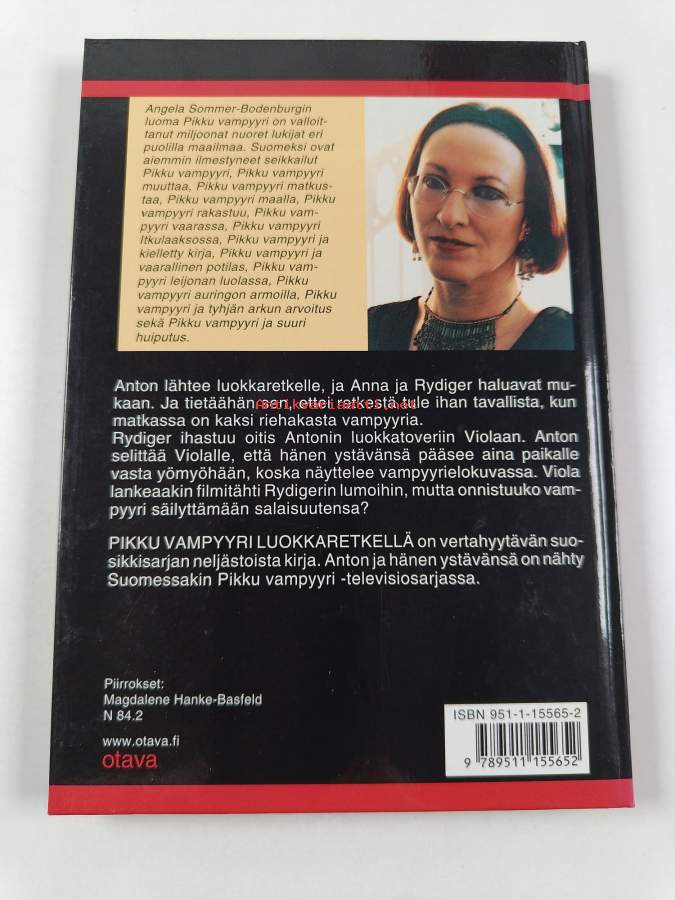 Angela Sommer-Bodenburgin
luoma Pikku vampyyri on valloit-
tanut miljoonat nuoret lukijat eri
puolilla maailmaa. Suomeksi ovat
aiemmin ilmestyneet seikkailut
Pikku vampyyri, Pikku vampyyri
muuttaa, Pikku vampyyri matkus-
taa, Pikku vampyyri maalla, Pikku
vampyyri rakastuu, Pikku vam-
pyyri vaarassa, Pikku vampyyri
Itkulaaksossa, Pikku vampyyri ja
kielletty kirja, Pikku vampyyri ja
vaarallinen potilas, Pikku vam-
pyyri leijonan luolassa, Pikku
vampyyri auringon armoilla, Pikku
vampyyri ja tyhjän arkun arvoitus
sekä Pikku vampyyri ja suuri
huiputus.
Anton lähtee luokkaretkelle, ja Anna ja Rydiger haluavat mu-
kaan. Ja tietäähän sen, ettei retkestä tule ihan tavallista, kun
Antikvariaatti.net
matkassa on kaksi riehakasta vampyyria.
Rydiger ihastuu oitis Antonin luokkatoveriin Violaan. Anton
selittää Violalle, että hänen ystävänsä pääsee aina paikalle
vasta yömyöhään, koska näyttelee vampyyrielokuvassa. Viola
lankeaakin filmitähti Rydigerin lumoihin, mutta onnistuuko vam-
pyyri säilyttämään salaisuutensa?
PIKKU VAMPYYRI LUOKKARETKELLÄ on vertahyytävän suo-
sikkisarjan neljästoista kirja. Anton ja hänen ystävänsä on nähty
Suomessakin Pikku vampyyri -televisiosarjassa.
Piirrokset:
Magdalene Hanke-Basfeld
N 84.2
www.otava.fi
otava
ISBN 951-1-15565-2
9 789511 155652